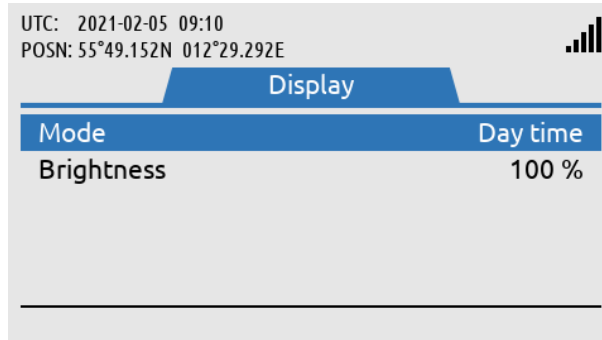 UTC: 2021-02-05 09:10
POSN: 55°49.152N 012°29.292E
Display
Mode Day time
Brightness 100 %